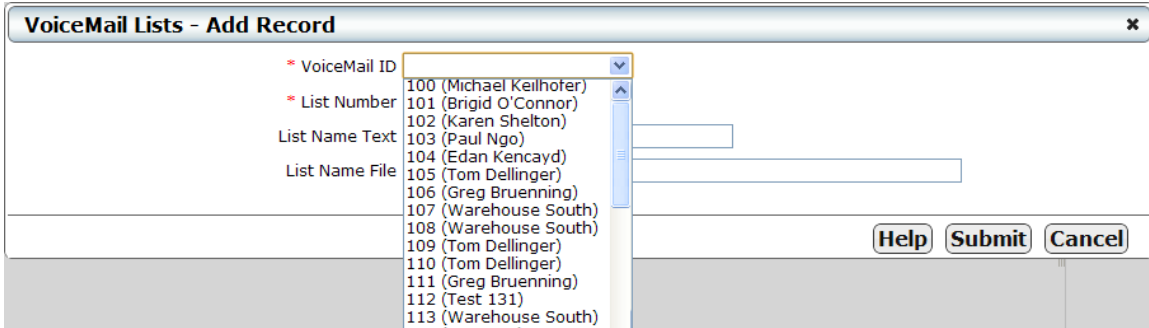 VoiceMail Lists - Add Record
* VoiceMail ID
100 (Michael Keilhofer)
* List Number
101 (Brigid O'Connor)
102 (Karen Shelton)
List Name Text
103 (Paul Ngo)
104 (Edan Kencayd)
List Name File
105 (Tom Dellinger)
106 (Greg Bruenning)
107 (Warehouse South)
108 (Warehouse South)
109 (Tom Dellinger)
110 (Tom Dellinger)
111 (Greg Bruenning)
112 (Test 131)
113 (Warehouse South)
Help Submit Cancel